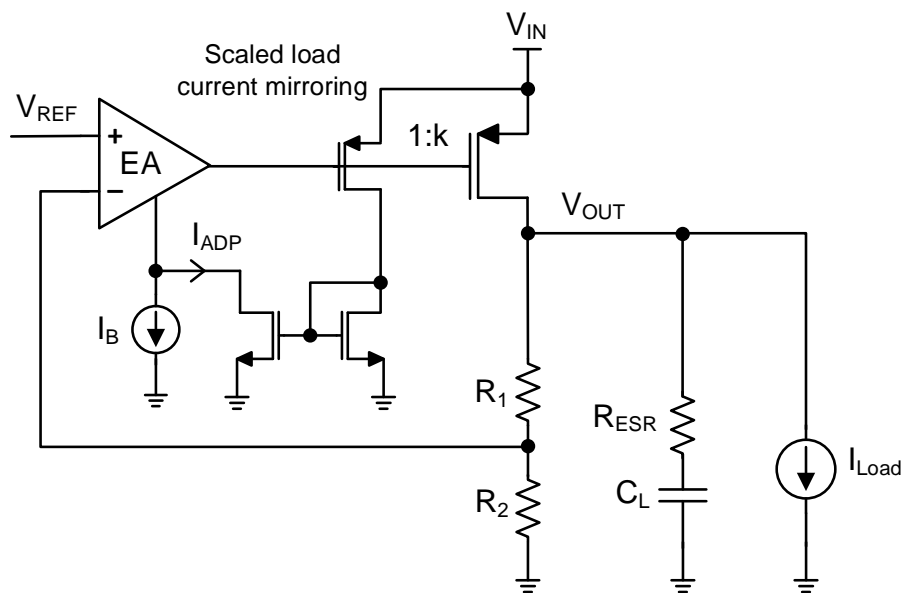 V_IN
Scaled load
current mirroring
V_REF
+
EA
−
1:k
V_OUT
I_ADP
I_B
R_1
R_ESR
I_Load
C_L
R_2